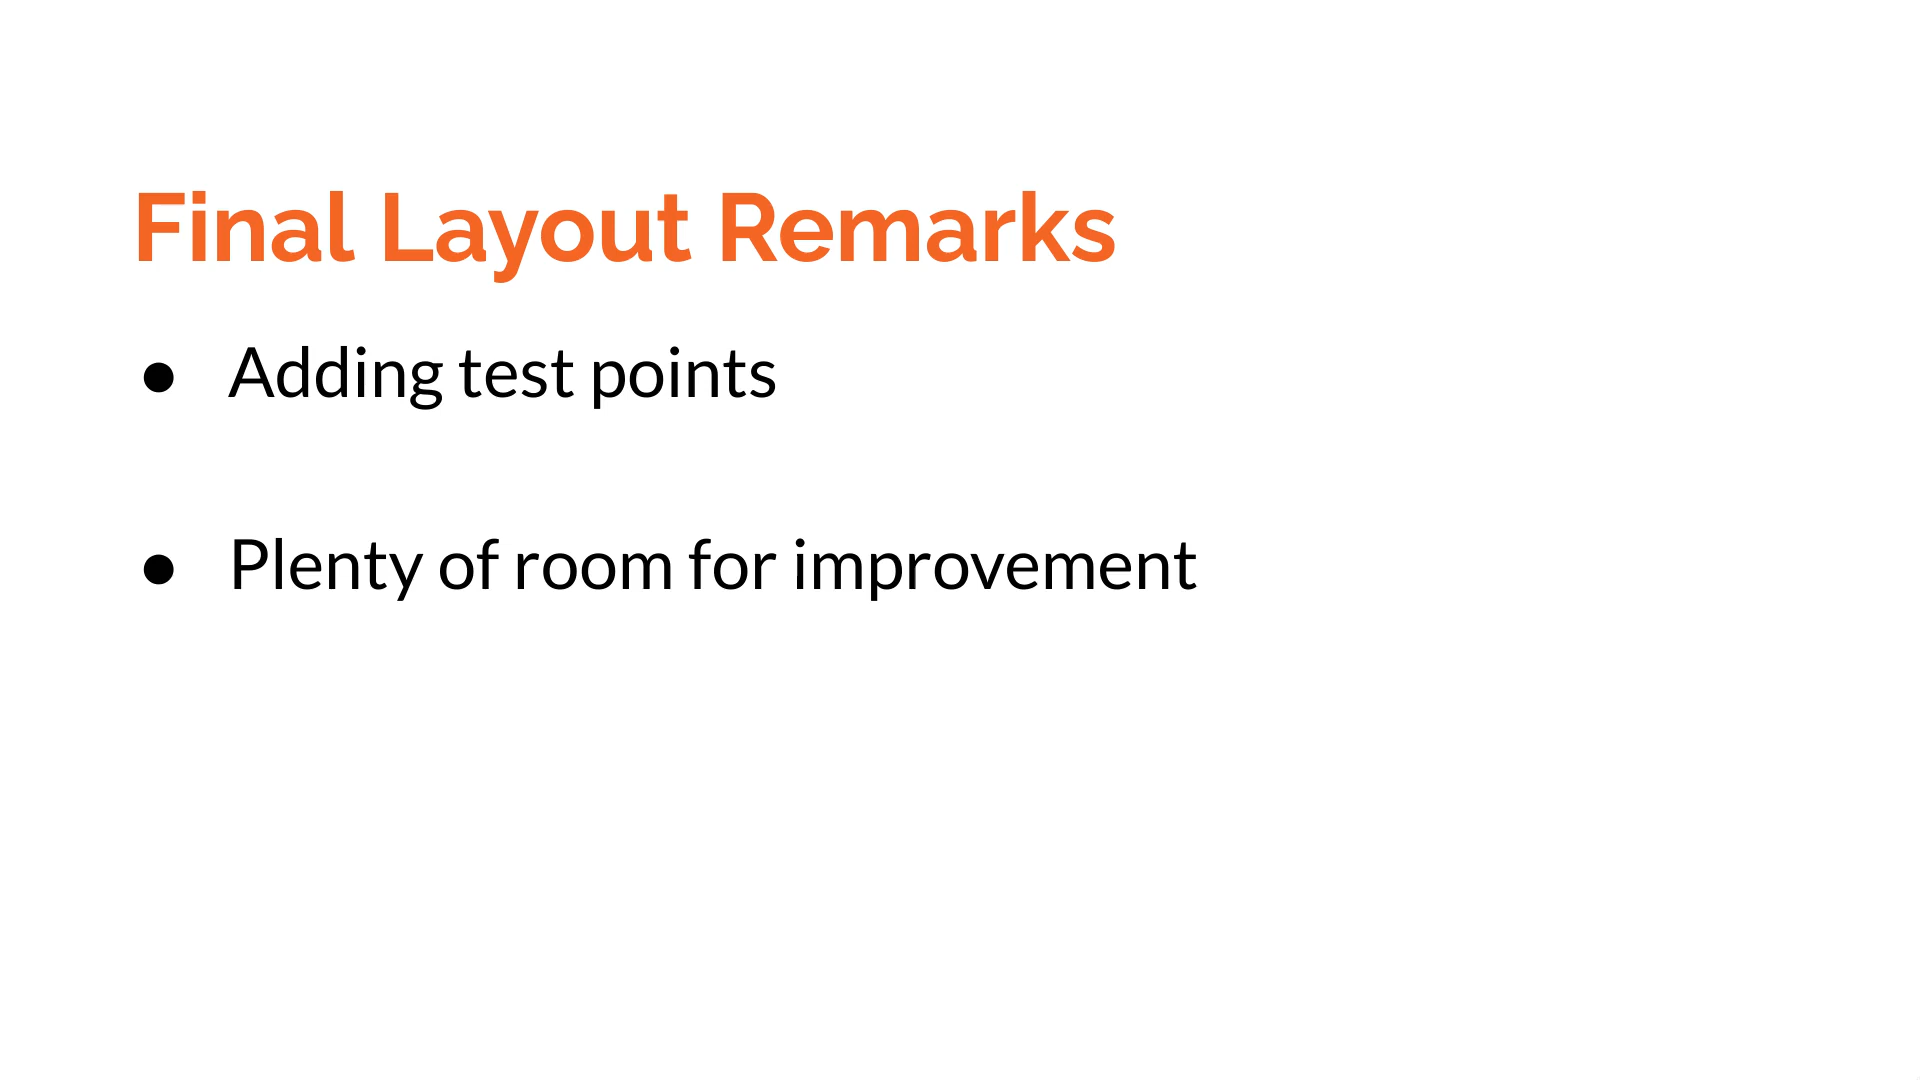 Final Layout Remarks
● Adding test points
● Plenty of room for improvement